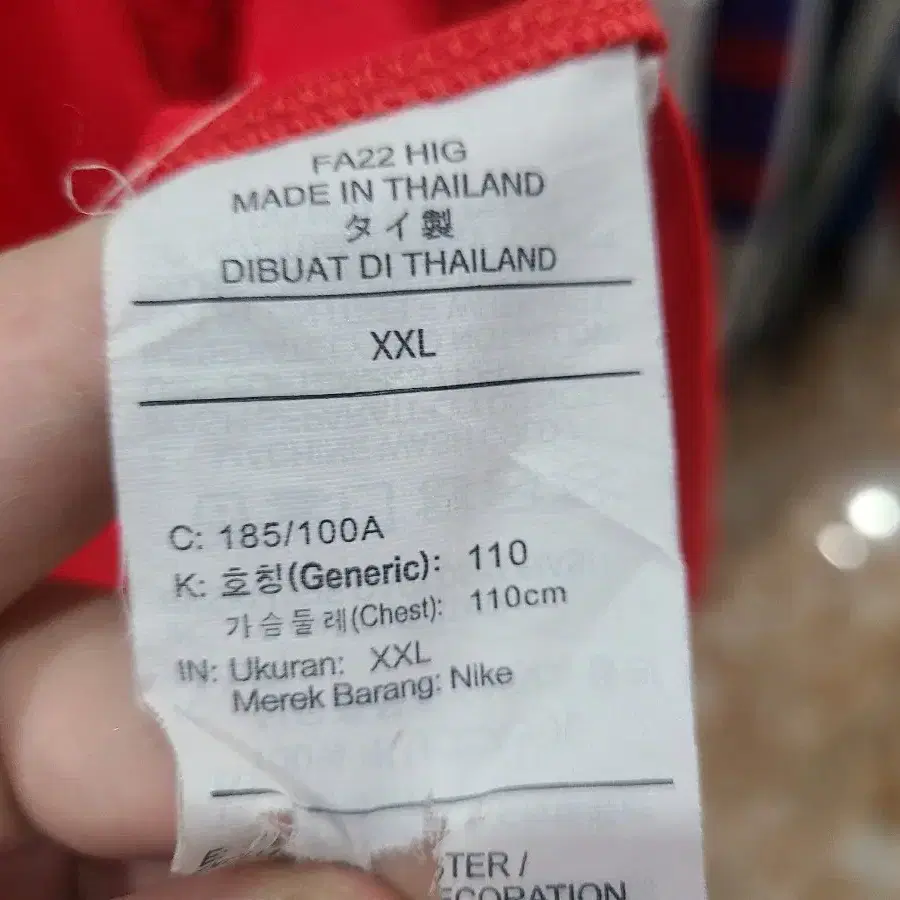 FA22 HIG
MADE IN THAILAND
タイ製
DIBUAT DI THAILAND
XXL
C: 185/100A
K: 호칭(Generic): 110
가슴둘레(Chest): 110cm
IN: Ukuran: XXL
Merek Barang: Nike
/